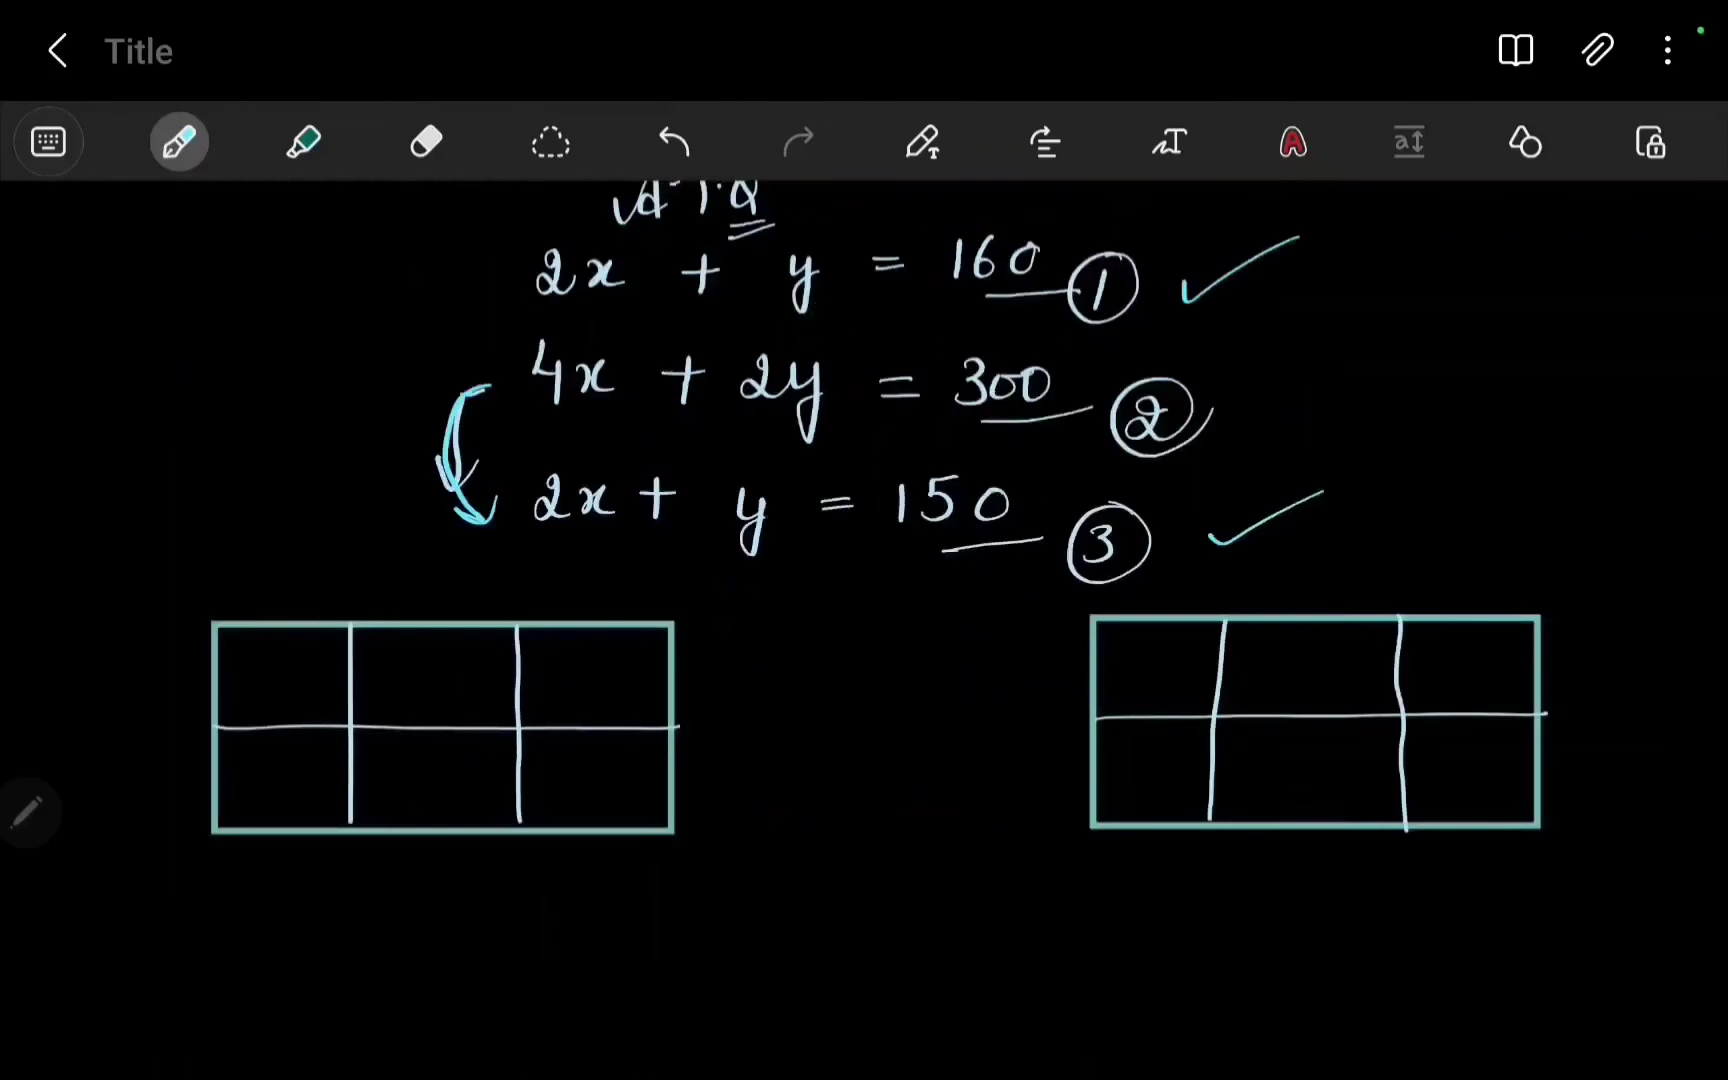 Title
2x + y = 160 ①
4x + 2y = 300 ②
2x + y = 150 ③